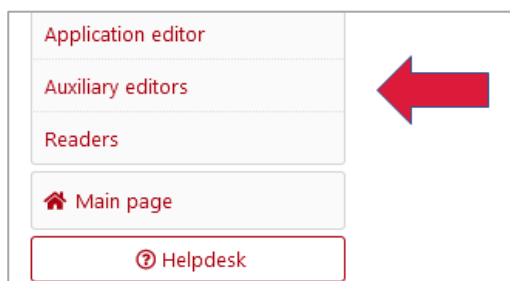 Application editor
Auxiliary editors
Readers
Main page
Helpdesk